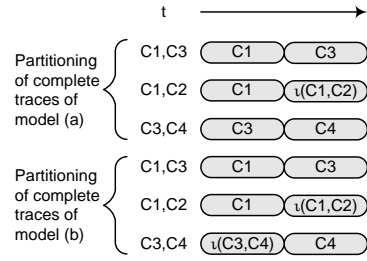 t
C1,C3 C1 C3
Partitioning
of complete
traces of
model (a)
C1,C2 C1 ι(C1,C2)
C3,C4 C3 C4
C1,C3 C1 C3
Partitioning
of complete
traces of
model (b)
C1,C2 C1 ι(C1,C2)
C3,C4 ι(C3,C4) C4